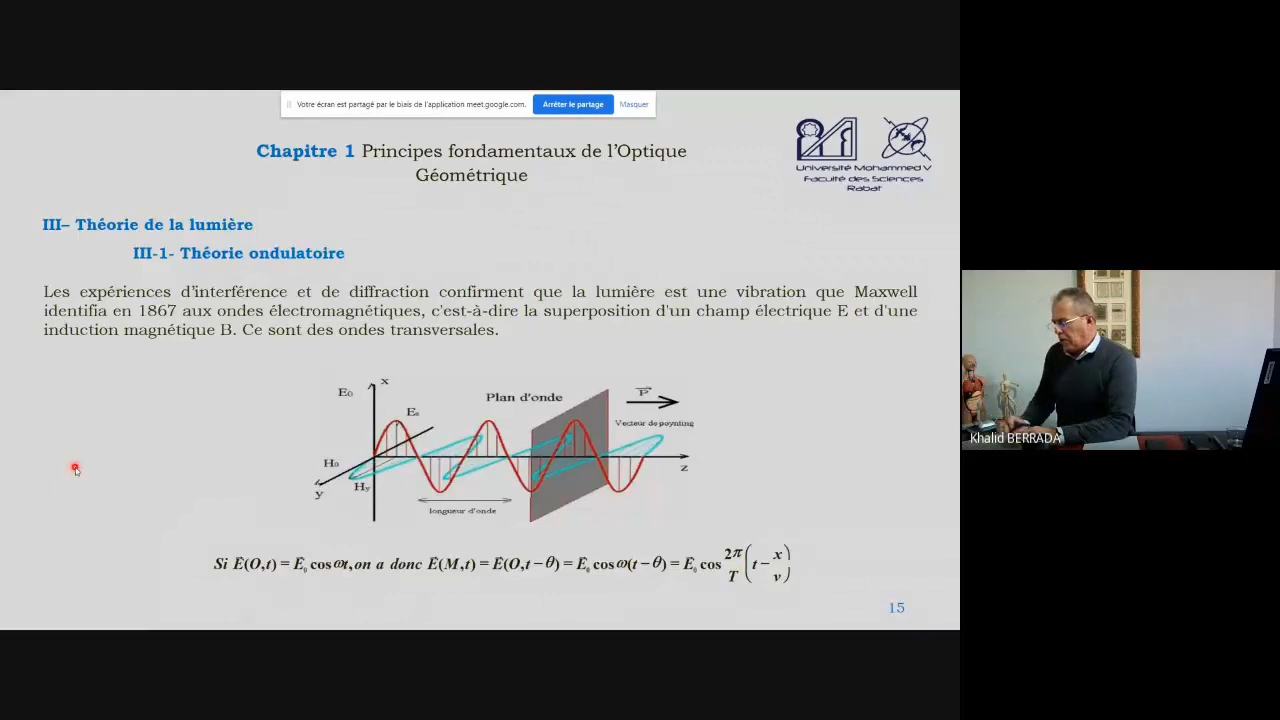 Votre écran est partagé par le biais de l'application meet.google.com. Arrêter le partage Masquer
Chapitre 1 Principes fondamentaux de l'Optique
Géométrique
Université Mohammed V
Faculté des Sciences
Rabat
III– Théorie de la lumière
III-1- Théorie ondulatoire
Les expériences d'interférence et de diffraction confirment que la lumière est une vibration que Maxwell
identifia en 1867 aux ondes électromagnétiques, c'est-à-dire la superposition d'un champ électrique E et d'une
induction magnétique B. Ce sont des ondes transversales.
x
E₀
Plan d'onde
P
Eₓ
Vecteur de poynting
H₀
z
y
Hy
longueur d'onde
Si E⃗(O,t) = E⃗₀ cos ωt, on a donc E⃗(M,t) = E⃗(O,t − θ) = E⃗₀ cos ω(t − θ) = E⃗₀ cos 2π/T (t − x/v)
15
Khalid BERRADA